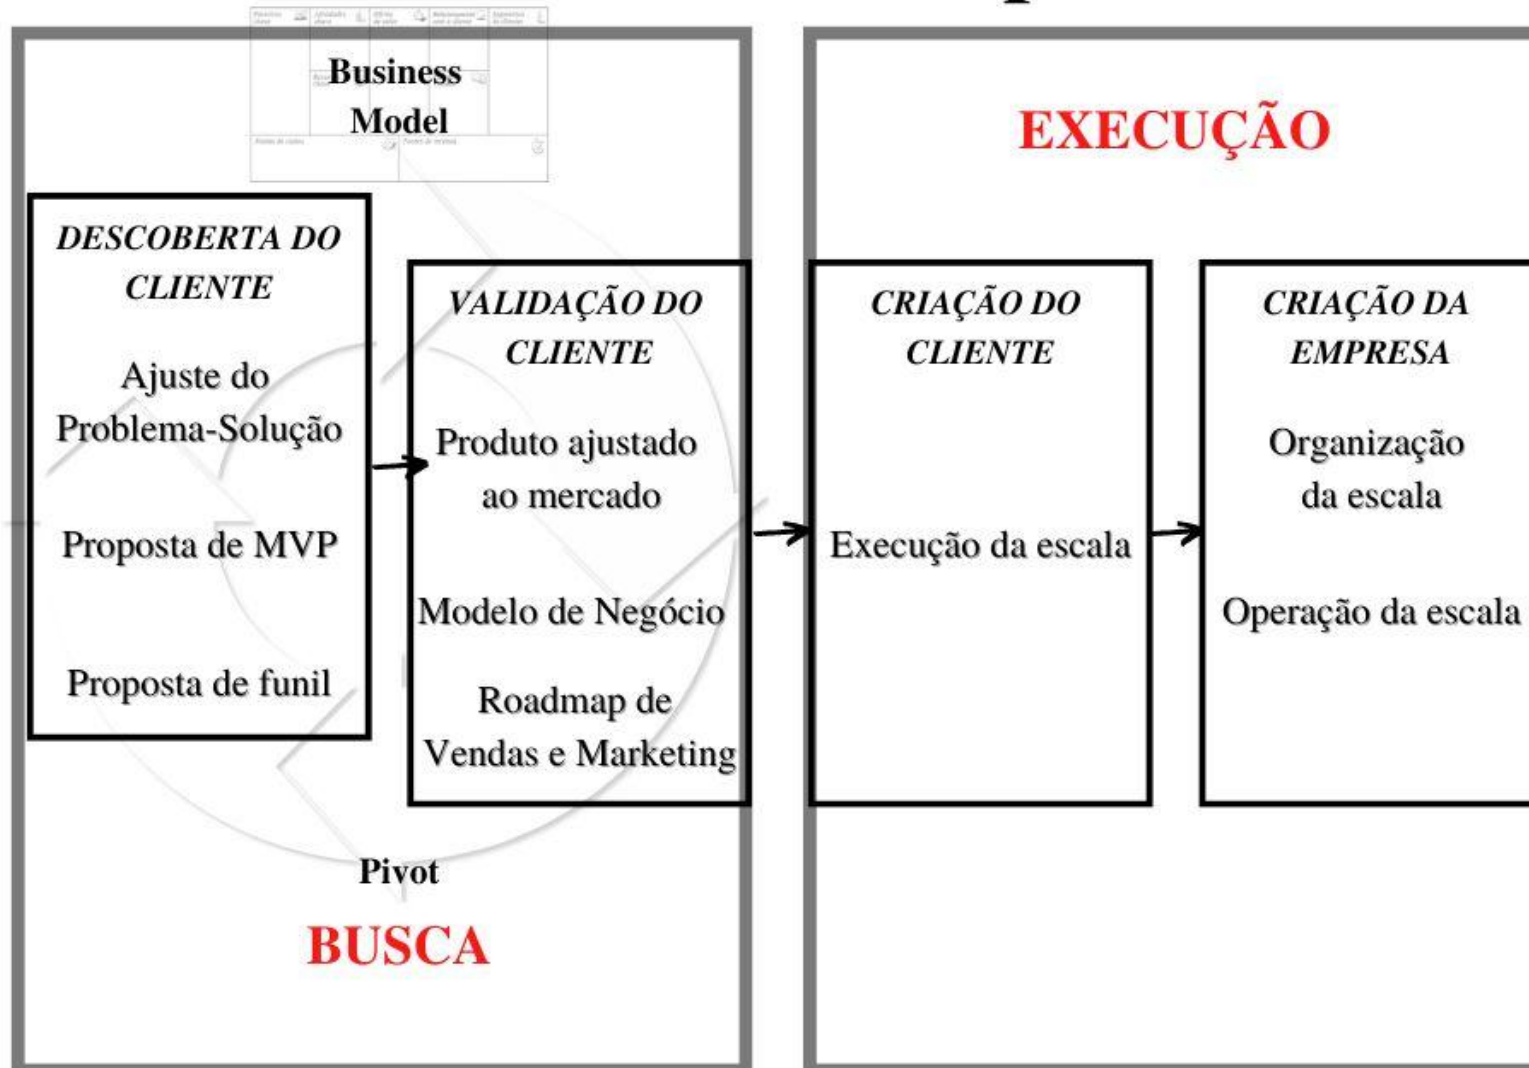 Business
Model
EXECUÇÃO
DESCOBERTA DO
CLIENTE
Ajuste do
Problema-Solução
Proposta de MVP
Proposta de funil
VALIDAÇÃO DO
CLIENTE
Produto ajustado
ao mercado
Modelo de Negócio
Roadmap de
Vendas e Marketing
CRIAÇÃO DO
CLIENTE
Execução da escala
CRIAÇÃO DA
EMPRESA
Organização
da escala
Operação da escala
Pivot
BUSCA